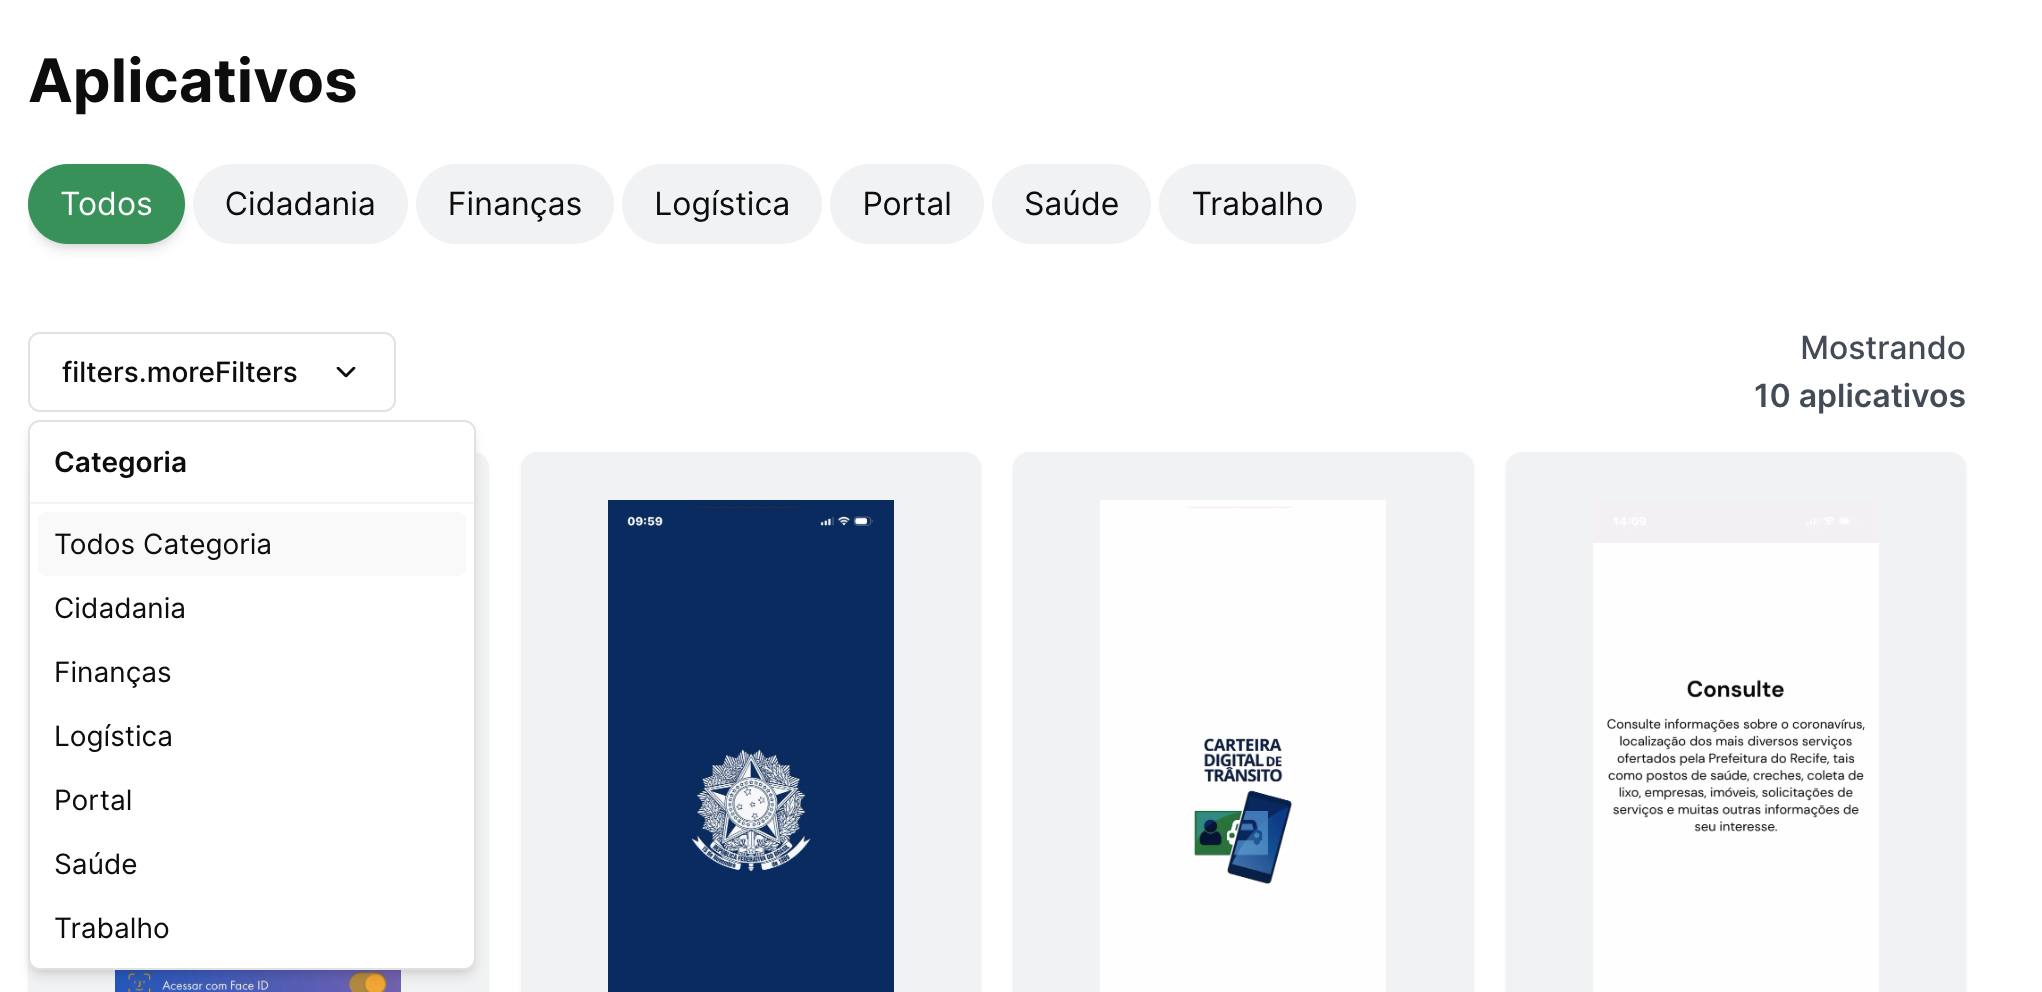 Aplicativos
Todos
Cidadania
Finanças
Logística
Portal
Saúde
Trabalho
filters.moreFilters
Mostrando
10 aplicativos
Categoria
Todos Categoria
Cidadania
Finanças
Logística
Portal
Saúde
Trabalho
Acessar com Face ID
09:59
CARTEIRA
DIGITAL DE
TRÂNSITO
14:09
Consulte
Consulte informações sobre o coronavírus,
localização dos mais diversos serviços
ofertados pela Prefeitura do Recife, tais
como postos de saúde, creches, coleta de
lixo, empresas, imóveis, solicitações de
serviços e muitas outras informações de
seu interesse.